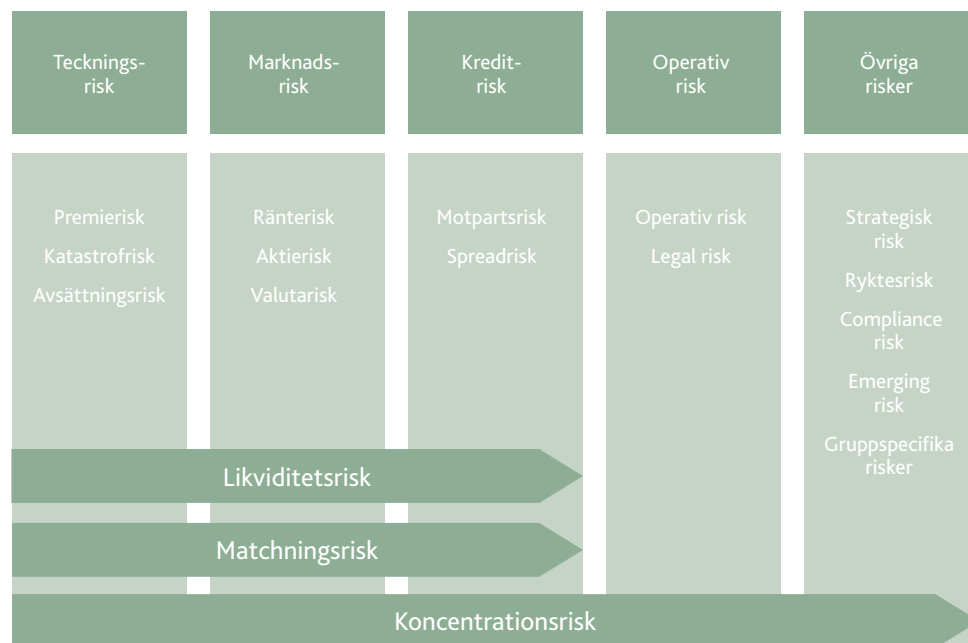 Tecknings-
risk
Marknads-
risk
Kredit-
risk
Operativ
risk
Övriga
risker
Premierisk
Katastrofrisk
Avsättningsrisk
Ränterisk
Aktierisk
Valutarisk
Motpartsrisk
Spreadrisk
Operativ risk
Legal risk
Strategisk
risk
Ryktesrisk
Compliance
risk
Emerging
risk
Gruppspecifika
risker
Likviditetsrisk
Matchningsrisk
Koncentrationsrisk